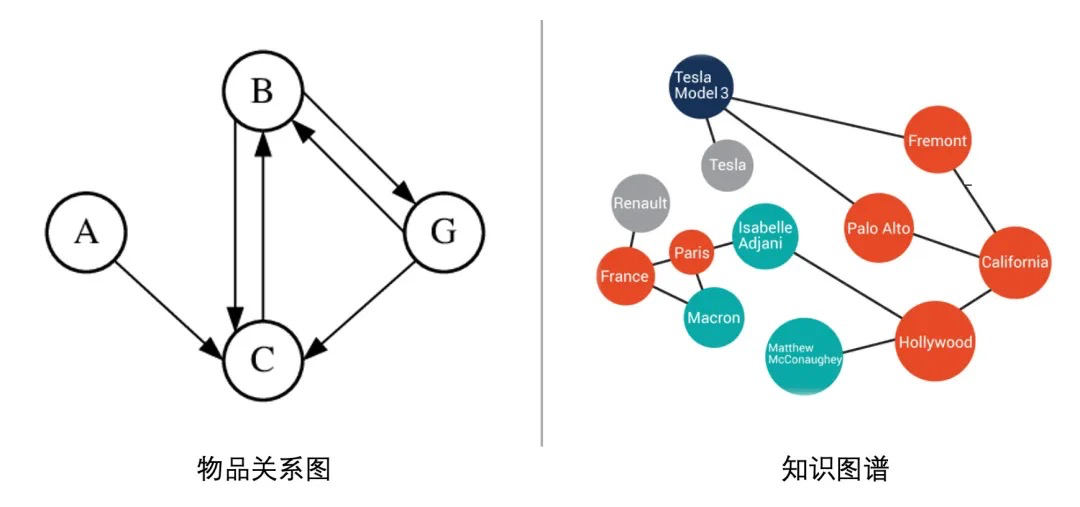 B
A
G
C
物品关系图
Tesla
Model 3
Fremont
Tesla
Renault
Isabelle
Adjani
Palo Alto
Paris
California
France
Macron
Hollywood
Matthew
McConaughey
知识图谱